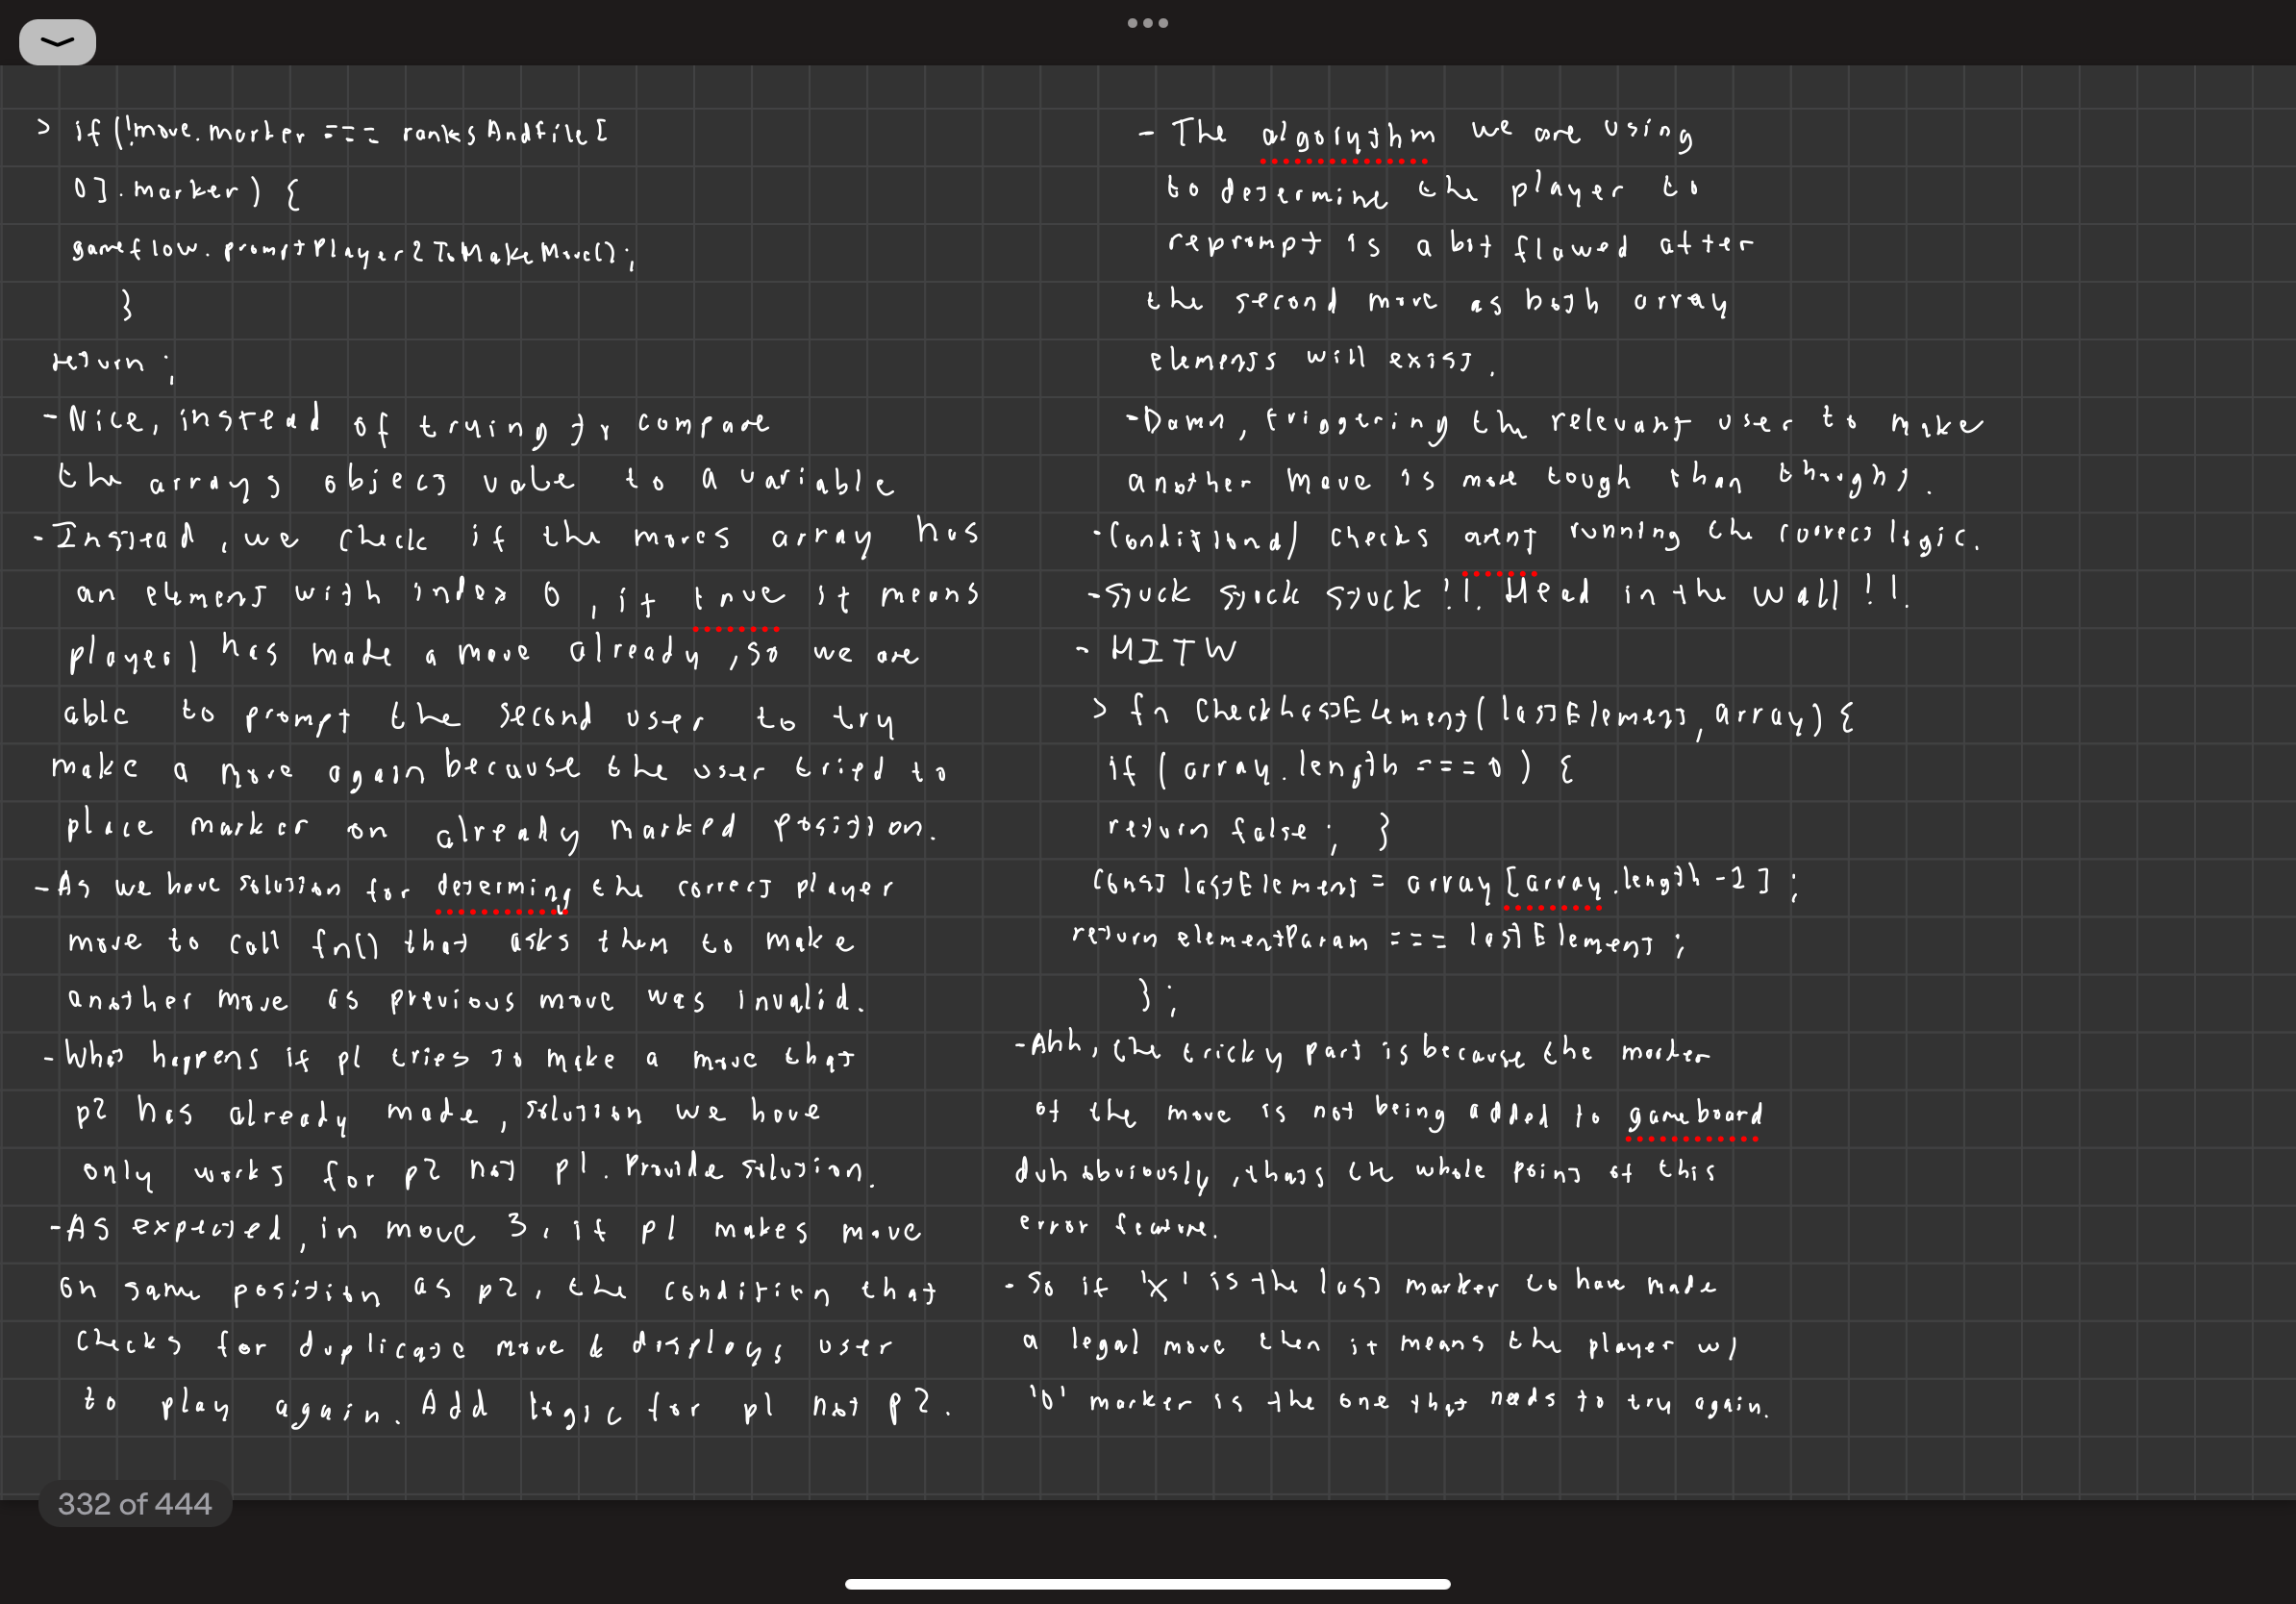 > if (!move.marker === ranksAndfile[
0].marker) {
gameflow.promptPlayer2ToMakeMove();
}
return;
- Nice, instead of trying to compare
the arrays object value to a variable
- Instead, we check if the moves array has
an element with index 0, if true it means
player1 has made a move already, so we are
able to prompt the second user to try
make a move again because the user tried to
place marker on already marked position.
- As we have solution for determing the correct player
move to call fn() that asks them to make
another move as previous move was invalid.
- What happens if p1 tries to make a move that
p2 has already made, solution we have
only works for p2 not p1. Provide solution.
- As expected, in move 3, if p1 makes move
on same position as p2, the condition that
checks for duplicate move & displays user
to play again. Add logic for p1 not p2.
- The algorythm we are using
to determine the player to
reprompt is a bit flawed after
the second move as both array
elements will exist.
- Damn, triggering the relevant user to make
another move is more tough than thought.
- Conditional checks arent running the correct logic.
- Stuck stuck stuck!!. Head in the wall!!.
- HITW
> fn checkhastElement(lastElement, array) {
if (array.length === 0) {
return false; }
const lastElement = array[array.length -1];
return elementParam === lastElement;
};
- Ahh, the tricky part is because the marker
of the move is not being added to gameboard
duh obviously, thats the whole point of this
error feature.
- So if 'X' is the last marker to have made
a legal move then it means the player w/
'O' marker is the one that needs to try again.
332 of 444